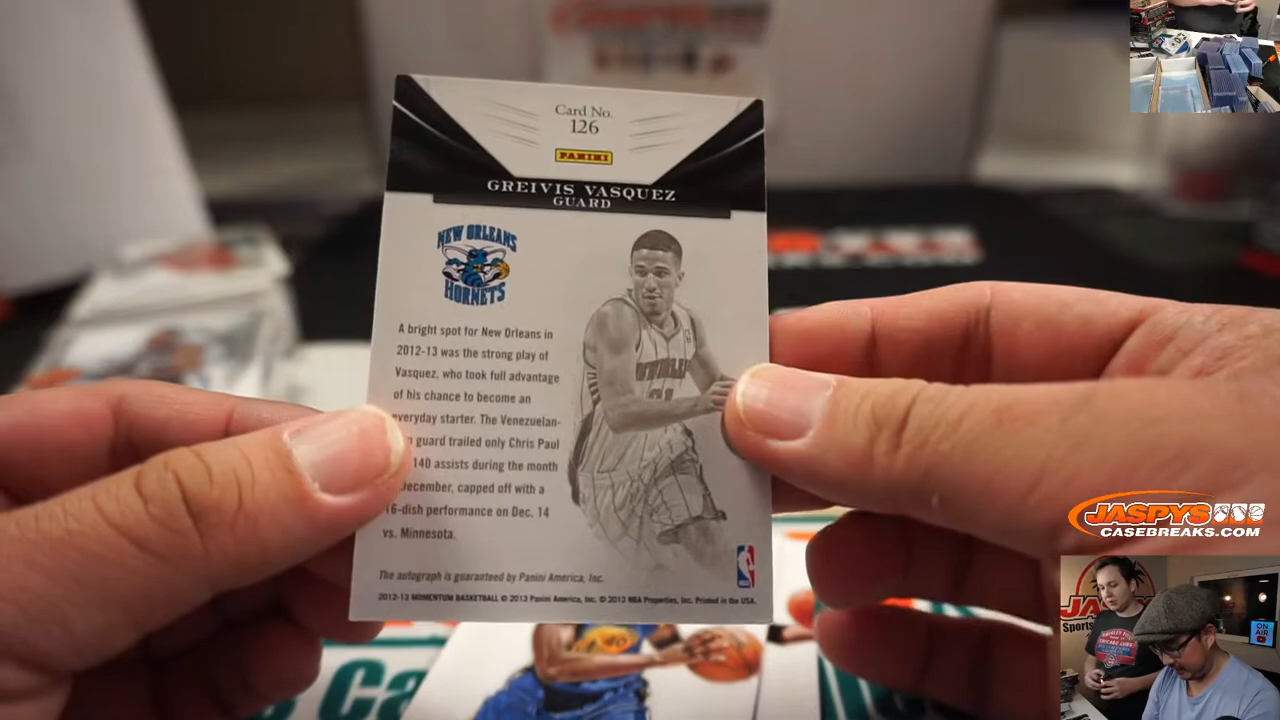 Card No.
126
PANINI
GREIVIS VASQUEZ
GUARD
NEW ORLEANS
HORNETS
A bright spot for New Orleans in
2012-13 was the strong play of
Vasquez, who took full advantage
of his chance to become an
everyday starter. The Venezuelan-
guard trailed only Chris Paul
140 assists during the month
December, capped off with a
16-dish performance on Dec. 14
vs. Minnesota.
The autograph is guaranteed by Panini America, Inc.
2012-13 MOMENTUM BASKETBALL © 2013 Panini America, Inc. © 2013 NBA Properties, Inc. Printed in the USA.
JASPYS
CASEBREAKS.COM
ON
AIR